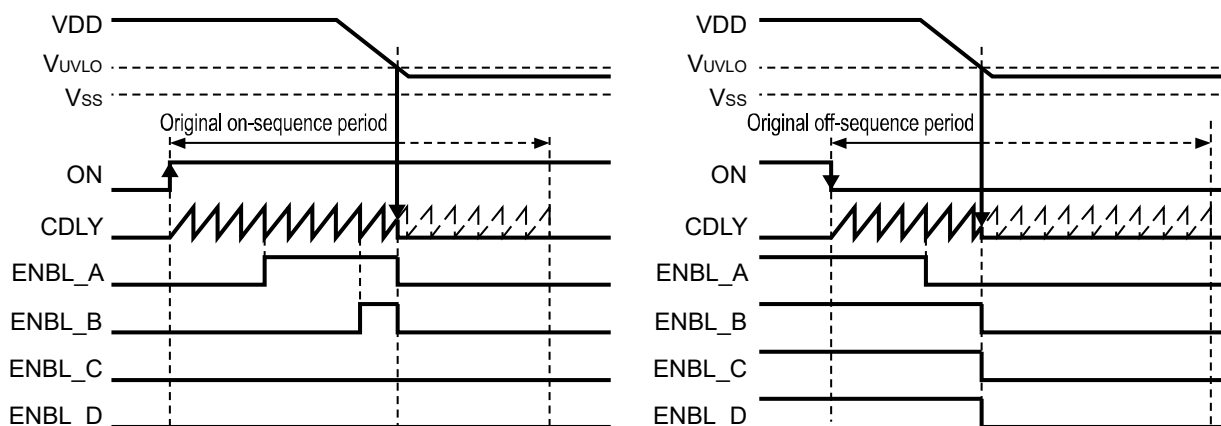 VDD
VUVLO
VSS
Original on-sequence period
ON
CDLY
ENBL_A
ENBL_B
ENBL_C
ENBL_D
VDD
VUVLO
VSS
Original off-sequence period
ON
CDLY
ENBL_A
ENBL_B
ENBL_C
ENBL_D